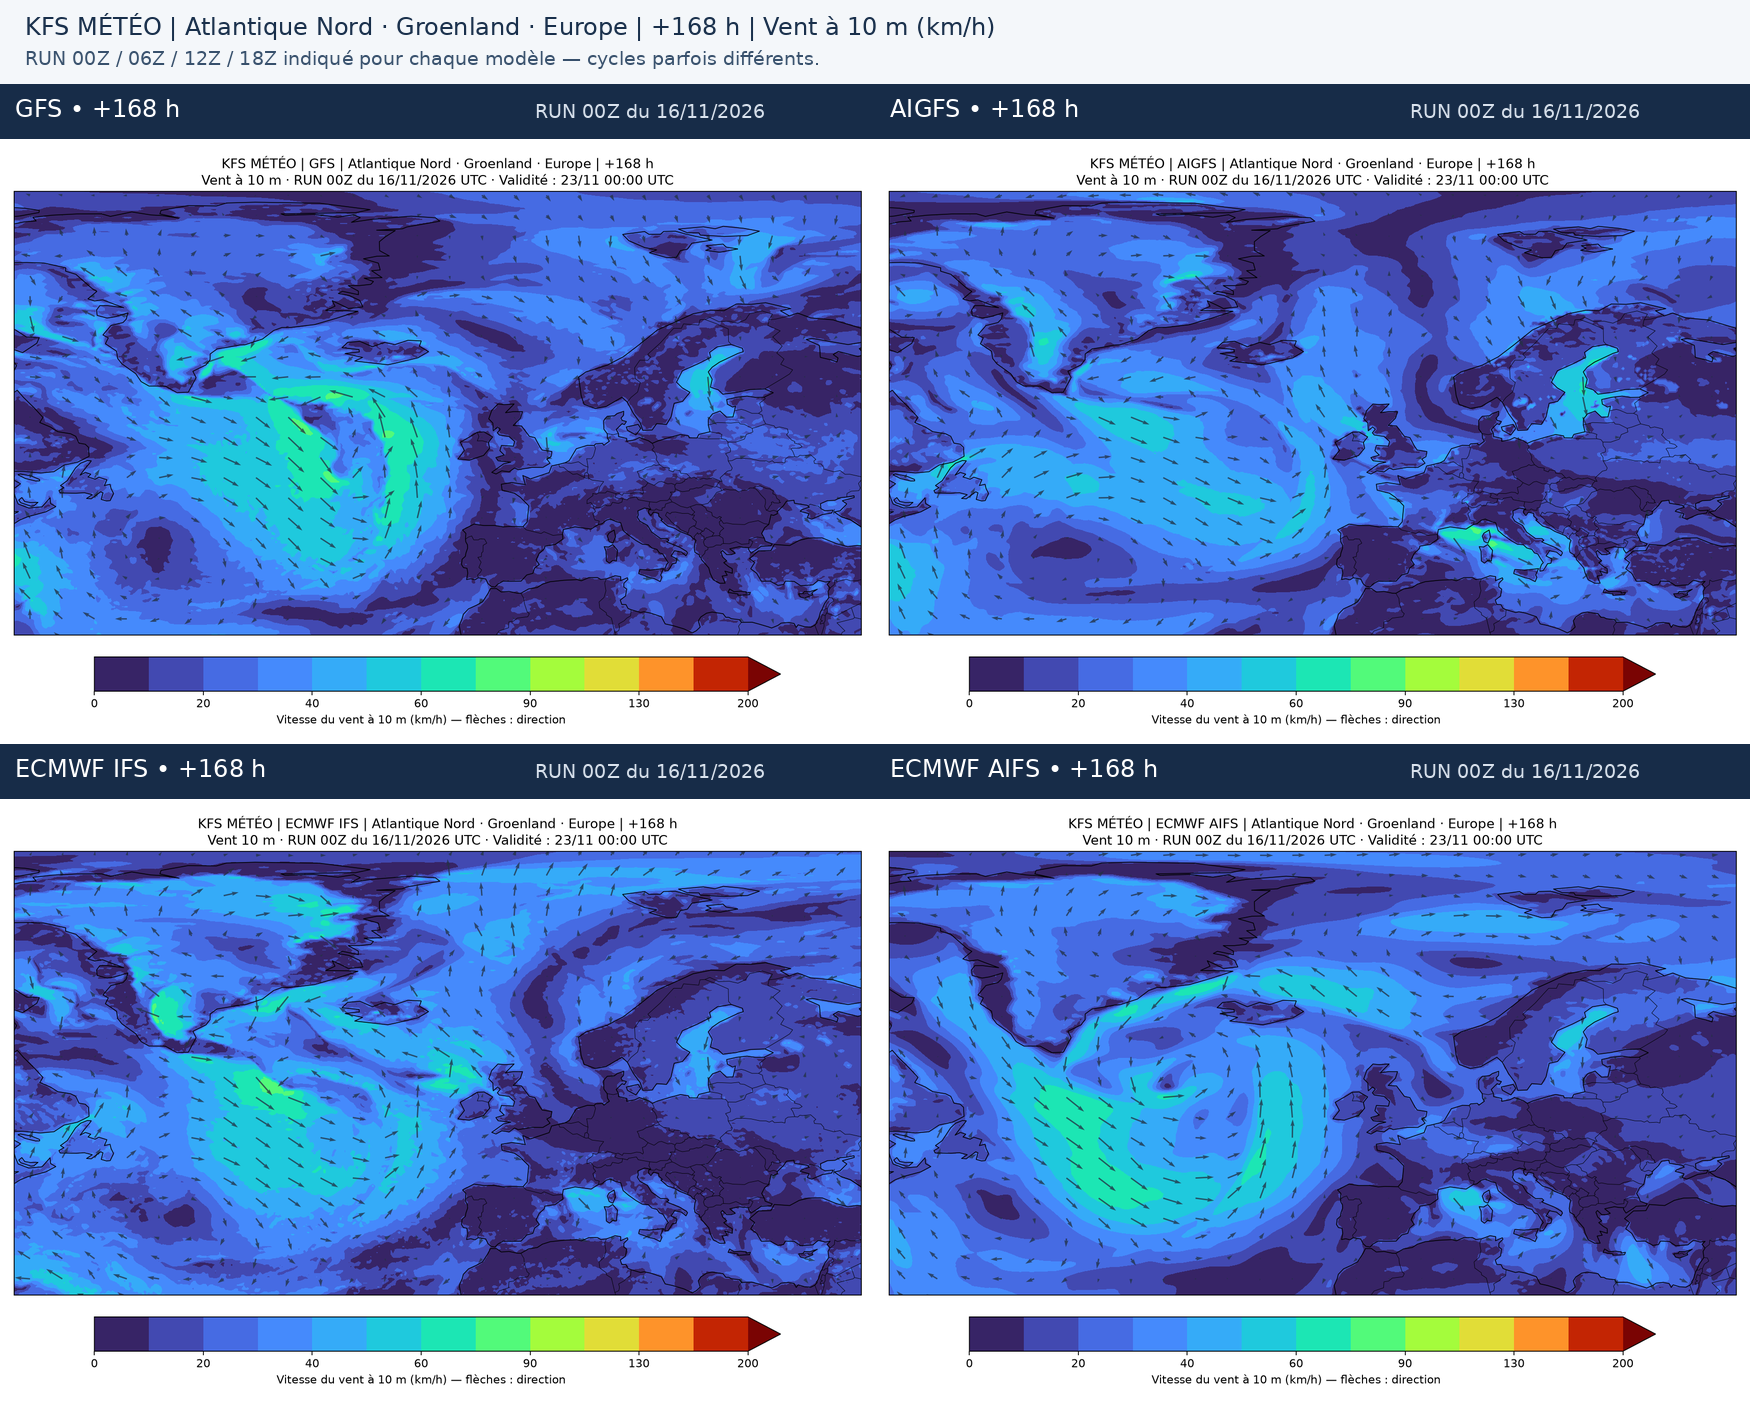 KFS MÉTÉO | Atlantique Nord · Groenland · Europe | +168 h | Vent à 10 m (km/h)
RUN 00Z / 06Z / 12Z / 18Z indiqué pour chaque modèle — cycles parfois différents.
GFS • +168 h
RUN 00Z du 16/11/2026
KFS MÉTÉO | GFS | Atlantique Nord · Groenland · Europe | +168 h
Vent à 10 m · RUN 00Z du 16/11/2026 UTC · Validité : 23/11 00:00 UTC
0 20 40 60 90 130 200
Vitesse du vent à 10 m (km/h) — flèches : direction
AIGFS • +168 h
RUN 00Z du 16/11/2026
KFS MÉTÉO | AIGFS | Atlantique Nord · Groenland · Europe | +168 h
Vent à 10 m · RUN 00Z du 16/11/2026 UTC · Validité : 23/11 00:00 UTC
0 20 40 60 90 130 200
Vitesse du vent à 10 m (km/h) — flèches : direction
ECMWF IFS • +168 h
RUN 00Z du 16/11/2026
KFS MÉTÉO | ECMWF IFS | Atlantique Nord · Groenland · Europe | +168 h
Vent 10 m · RUN 00Z du 16/11/2026 UTC · Validité : 23/11 00:00 UTC
0 20 40 60 90 130 200
Vitesse du vent à 10 m (km/h) — flèches : direction
ECMWF AIFS • +168 h
RUN 00Z du 16/11/2026
KFS MÉTÉO | ECMWF AIFS | Atlantique Nord · Groenland · Europe | +168 h
Vent 10 m · RUN 00Z du 16/11/2026 UTC · Validité : 23/11 00:00 UTC
0 20 40 60 90 130 200
Vitesse du vent à 10 m (km/h) — flèches : direction